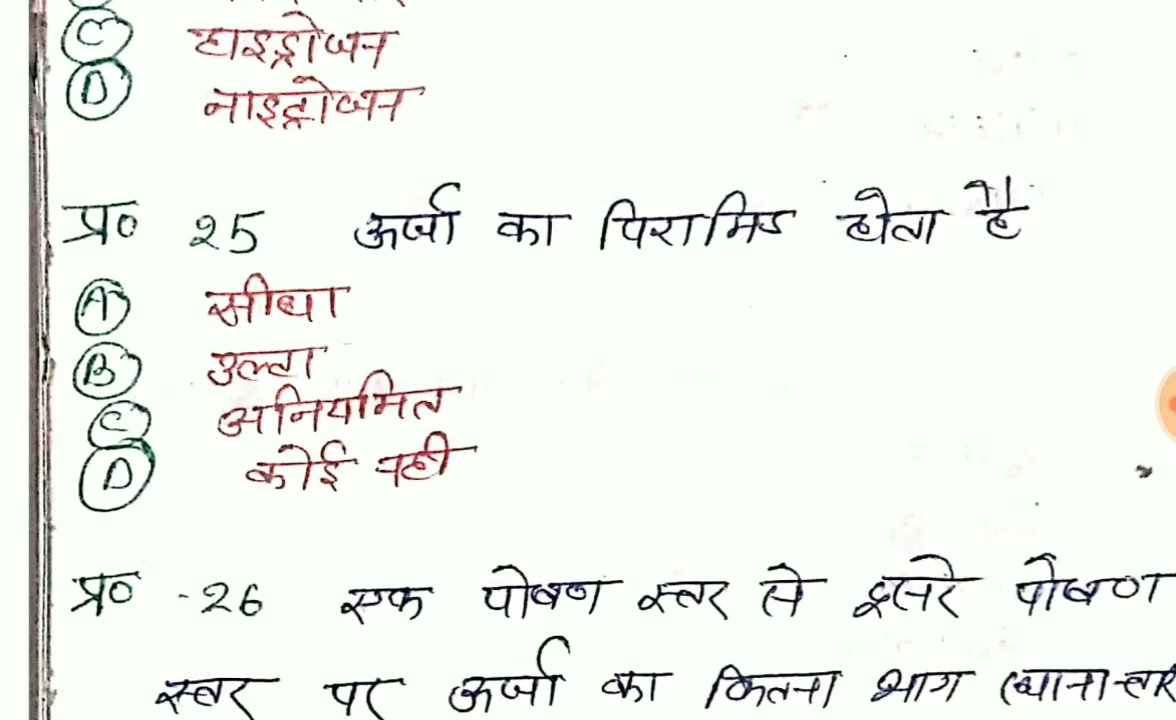 C हाइड्रोजन
D नाइट्रोजन
प्र० 25 ऊर्जा का पिरामिड होता है
A सीधा
B उल्टा
C अनियमित
D कोई नही
प्र० -26 एक पोषण स्तर से दूसरे पोषण
स्तर पर ऊर्जा का कितना भाग